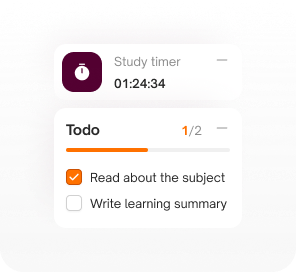 Study timer
01:24:34
Todo 1/2
Read about the subject
Write learning summary